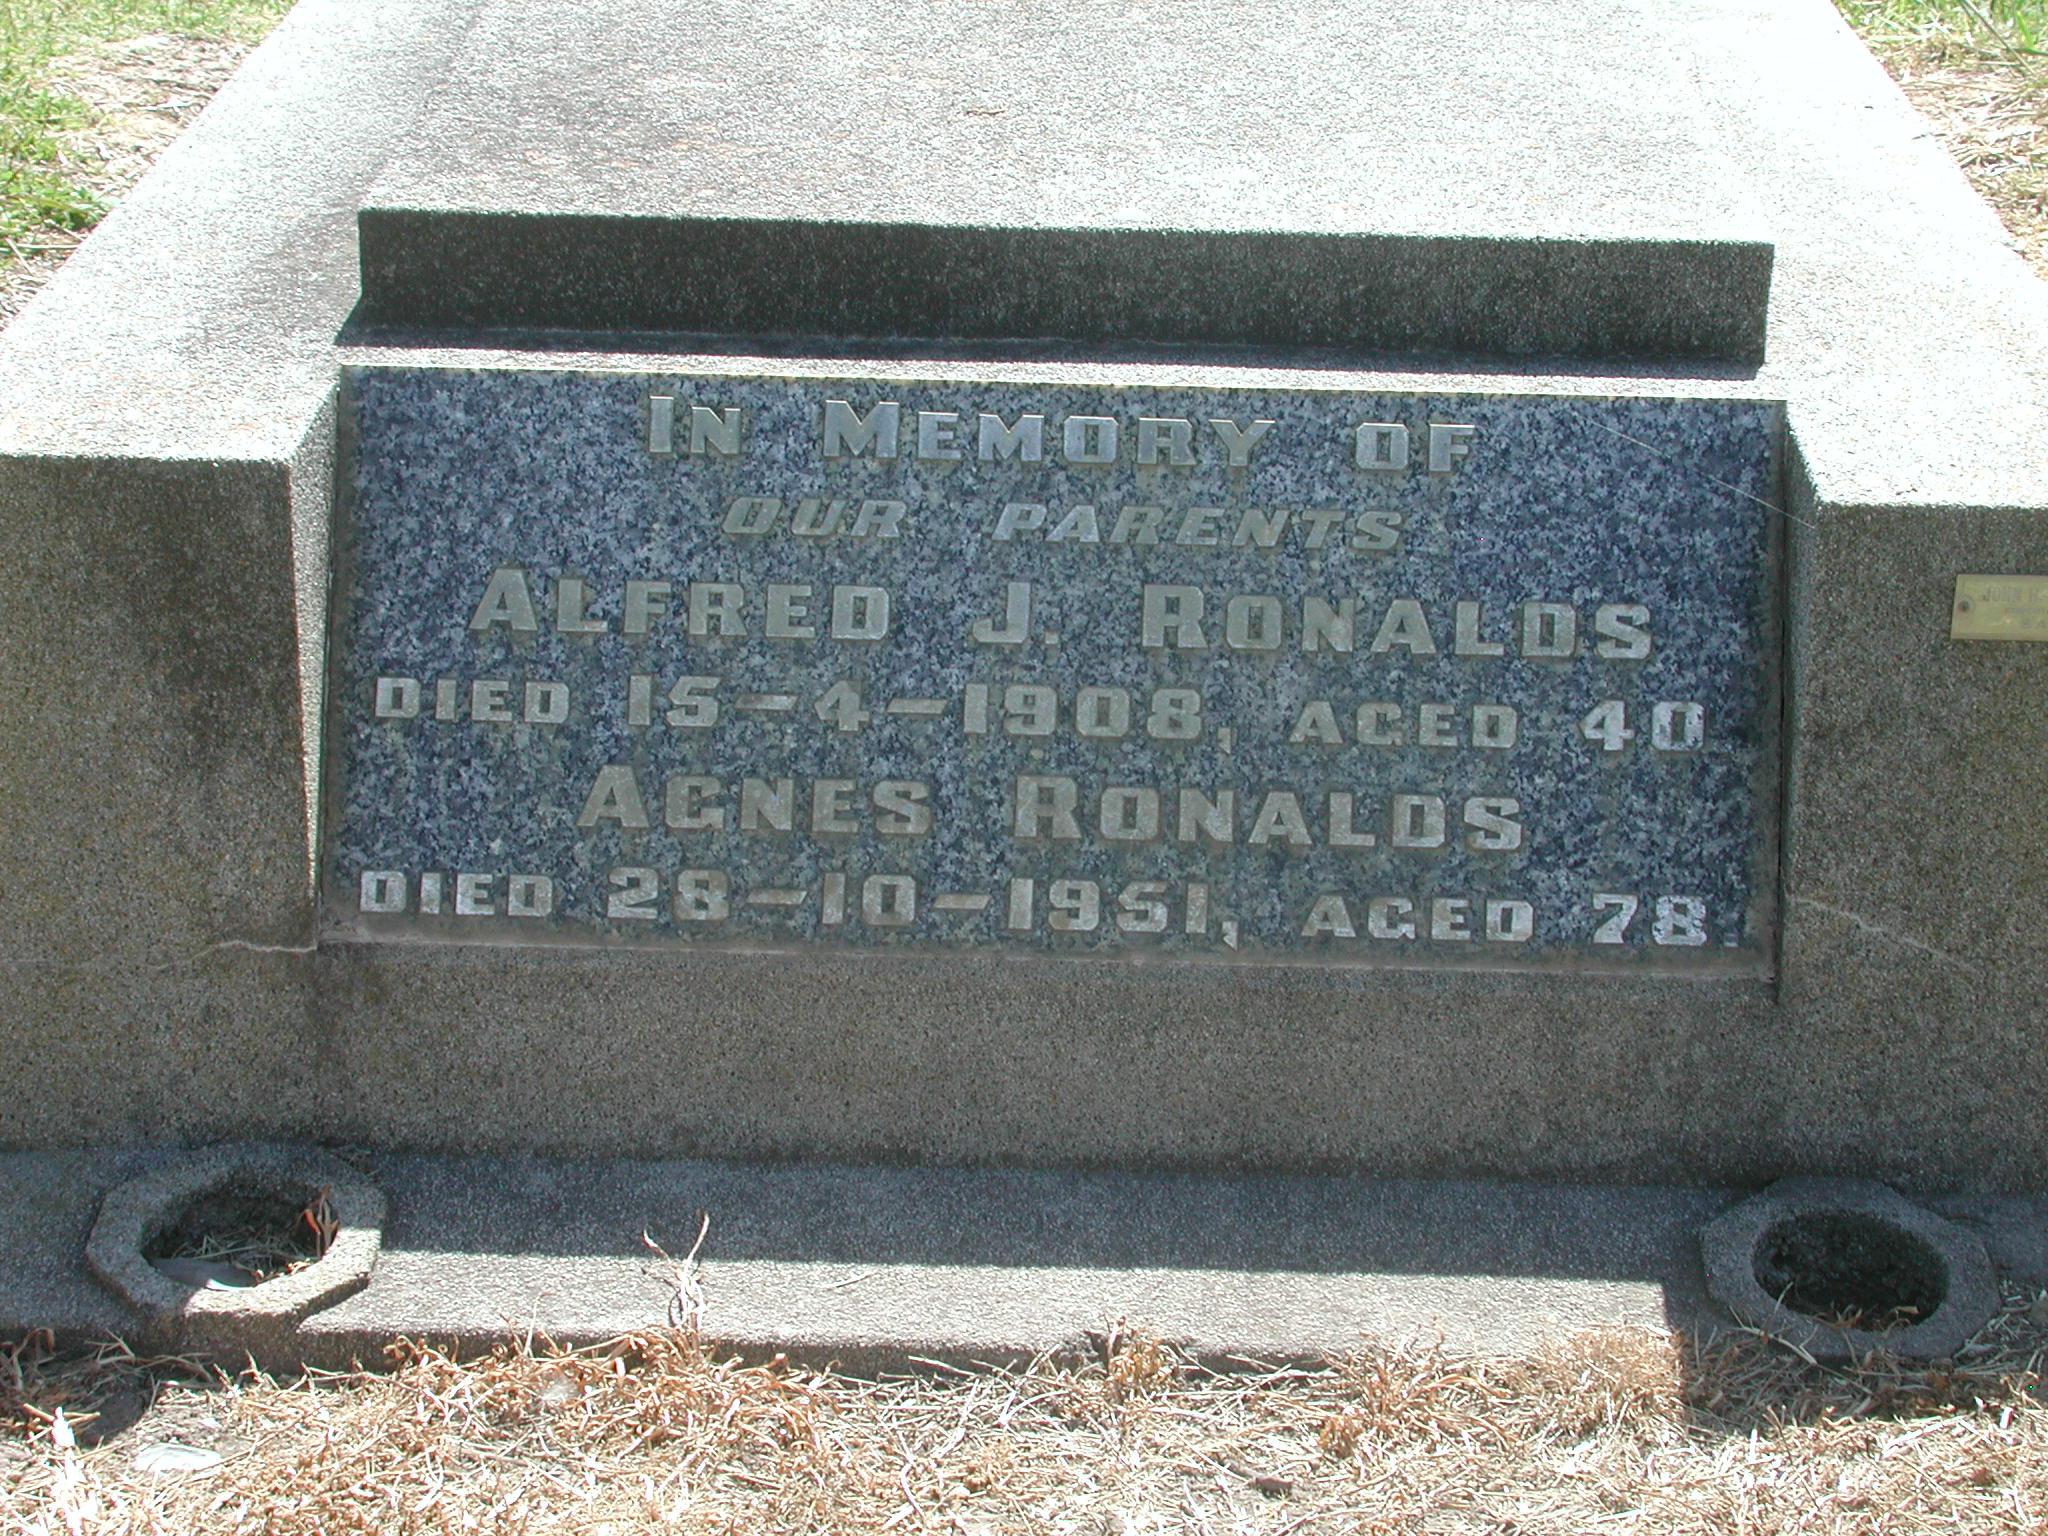 IN MEMORY OF
OUR PARENTS
ALFRED J. RONALDS
DIED 15-4-1908, AGED 40.
AGNES RONALDS
DIED 28-10-1951, AGED 78.
JOHN H.